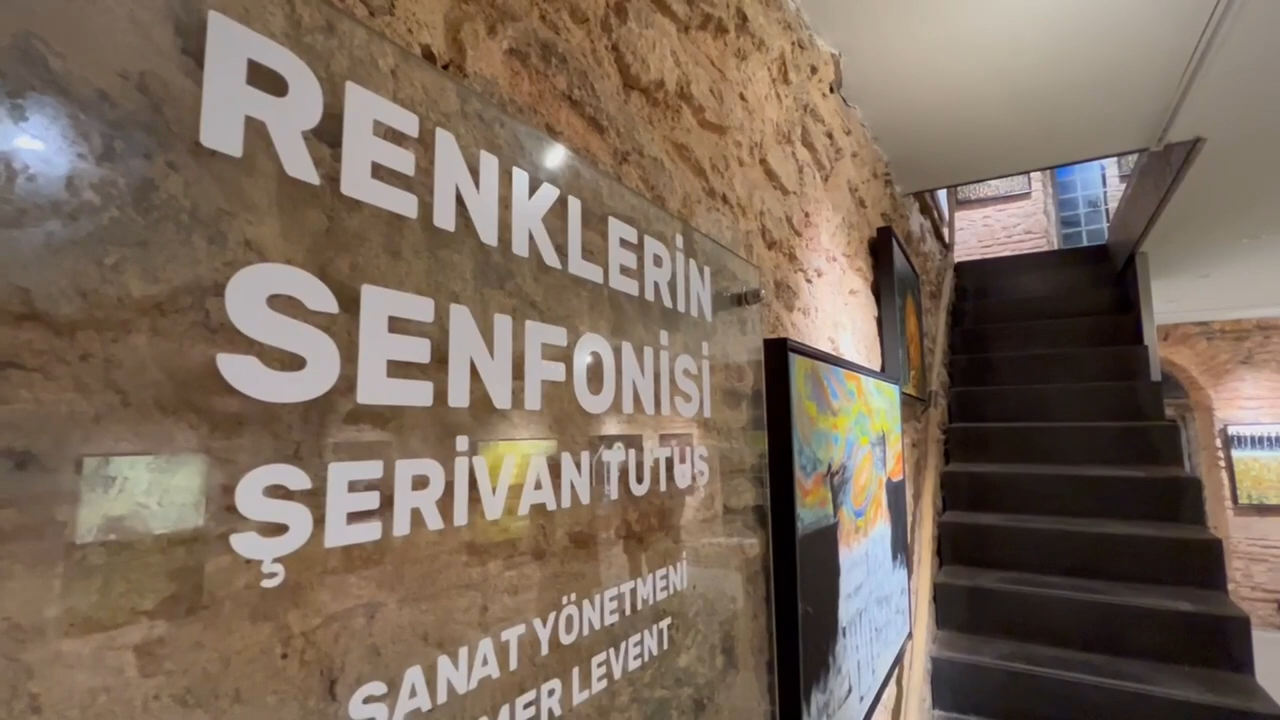 RENKLERİN
SENFONİSİ
ŞERİVAN TUTUŞ
SANAT YÖNETMENİ
LEVENT